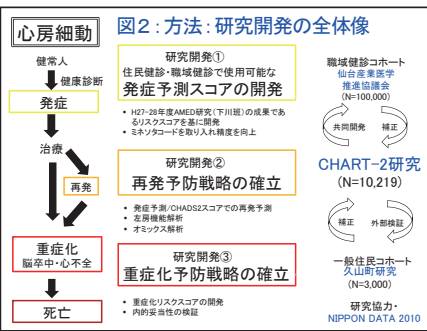 心房細動
図2:方法:研究開発の全体像
健常人
健康診断
発症
治療
再発
重症化
脳卒中・心不全
死亡
研究開発①
住民健診・職域健診で使用可能な
発症予測スコアの開発
• H27-28年度AMED研究(下川班)の成果であ
るリスクスコアを基に開発
• ミネソタコードを取り入れ精度を向上
研究開発②
再発予防戦略の確立
• 発症予測/CHADS2スコアでの再発予測
• 左房機能解析
• オミックス解析
研究開発③
重症化予防戦略の確立
• 重症化リスクスコアの開発
• 内的妥当性の検証
職域健診コホート
仙台産業医学
推進協議会
(N=100,000)
共同開発
補正
CHART-2研究
(N=10,219)
補正
外部検証
一般住民コホート
久山町研究
(N=3,000)
研究協力・
NIPPON DATA 2010